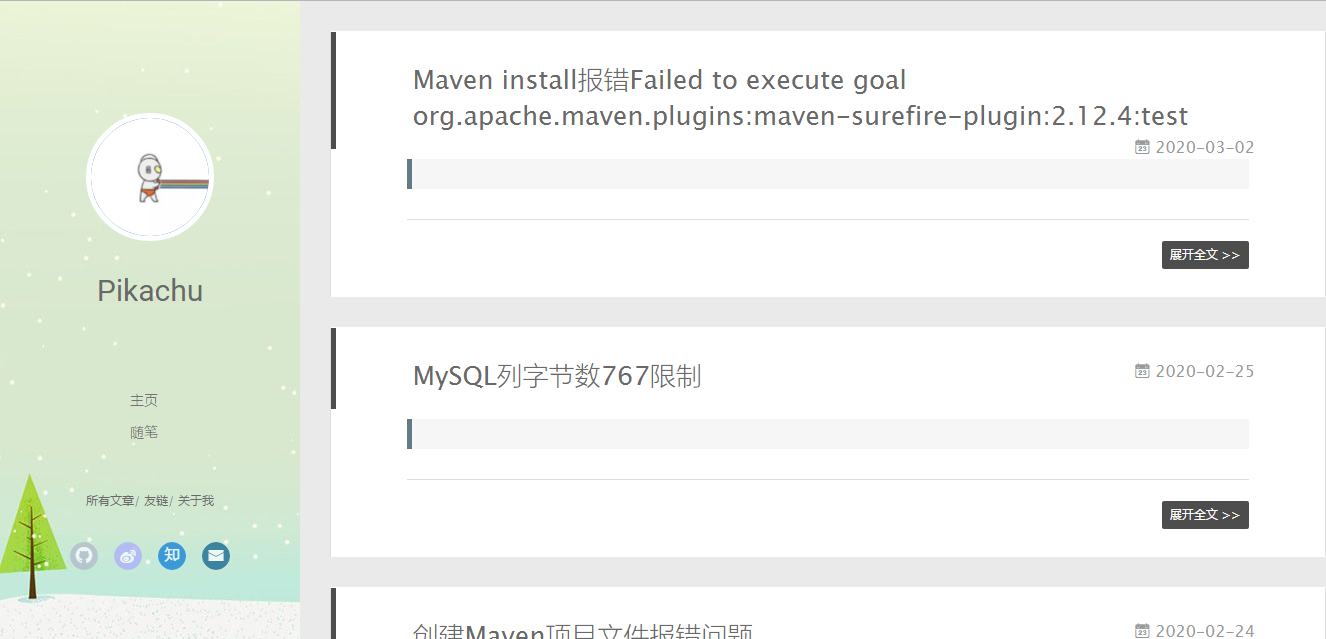 Pikachu
主页
随笔
所有文章/ 友链/ 关于我
知
Maven install报错Failed to execute goal
org.apache.maven.plugins:maven-surefire-plugin:2.12.4:test
23 2020-03-02
展开全文 >>
MySQL列字节数767限制
23 2020-02-25
展开全文 >>
创建Maven项目文件报错问题
23 2020-02-24